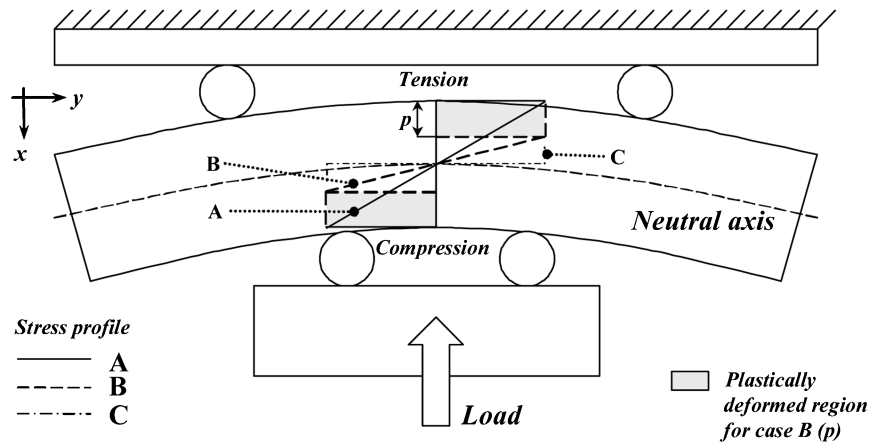 Tension
y
p
x
B
C
A
Neutral axis
Compression
Stress profile
A
B
C
Load
Plastically
deformed region
for case B (p)